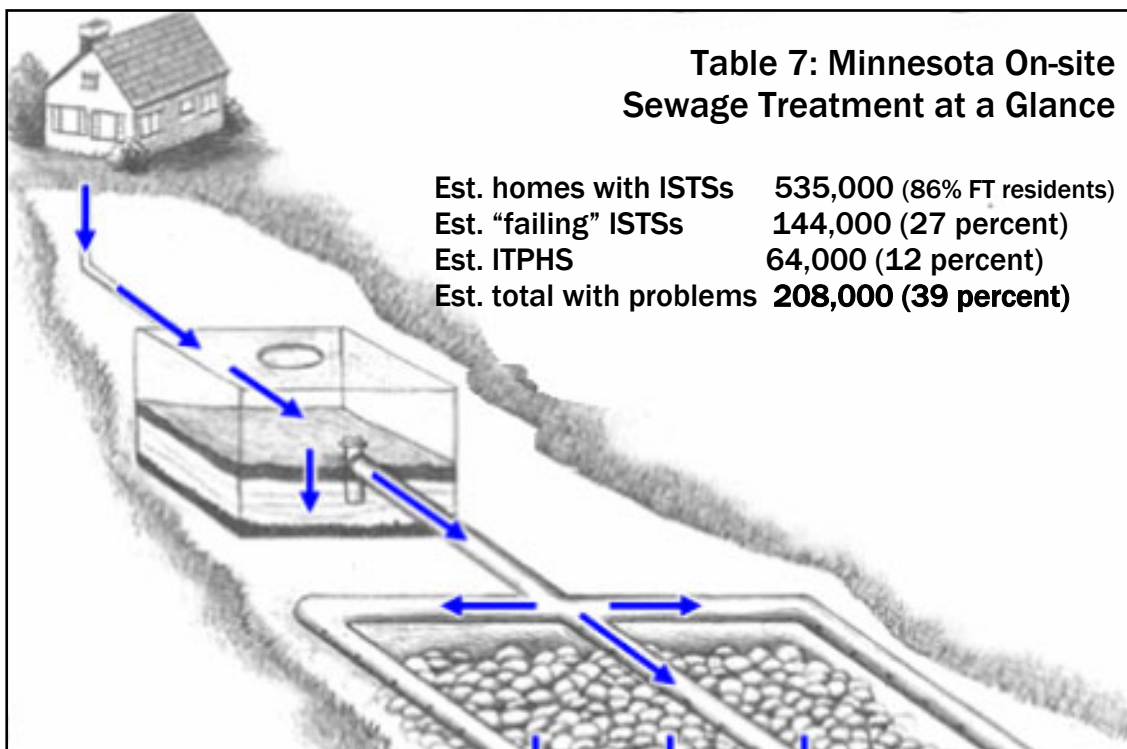 Table 7: Minnesota On-site
Sewage Treatment at a Glance
Est. homes with ISTSs 535,000 (86% FT residents)
Est. “failing” ISTSs 144,000 (27 percent)
Est. ITPHS 64,000 (12 percent)
Est. total with problems 208,000 (39 percent)